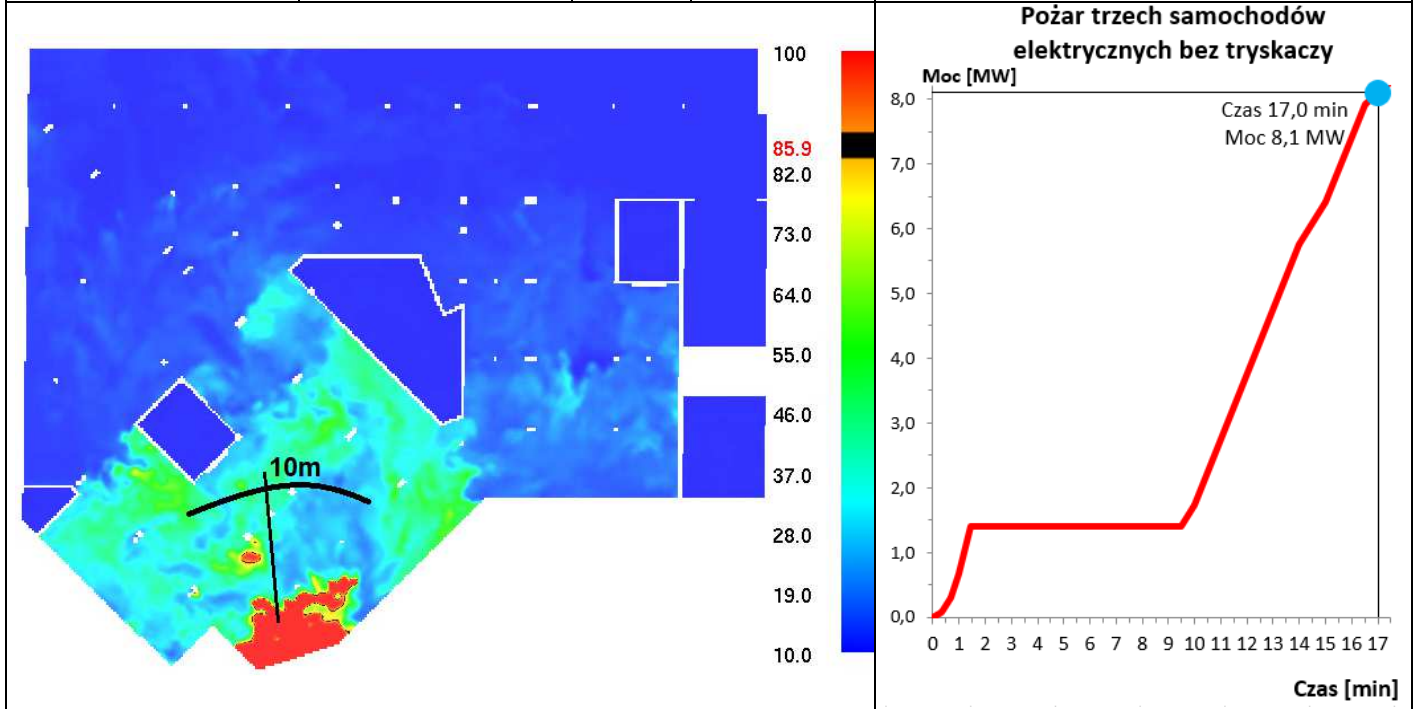 100
85.9
82.0
73.0
64.0
55.0
46.0
37.0
28.0
19.0
10.0
10m
Pożar trzech samochodów
elektrycznych bez tryskaczy
Moc [MW]
Czas 17,0 min
Moc 8,1 MW
8,0
7,0
6,0
5,0
4,0
3,0
2,0
1,0
0,0
0 1 2 3 4 5 6 7 8 9 10 11 12 13 14 15 16 17
Czas [min]